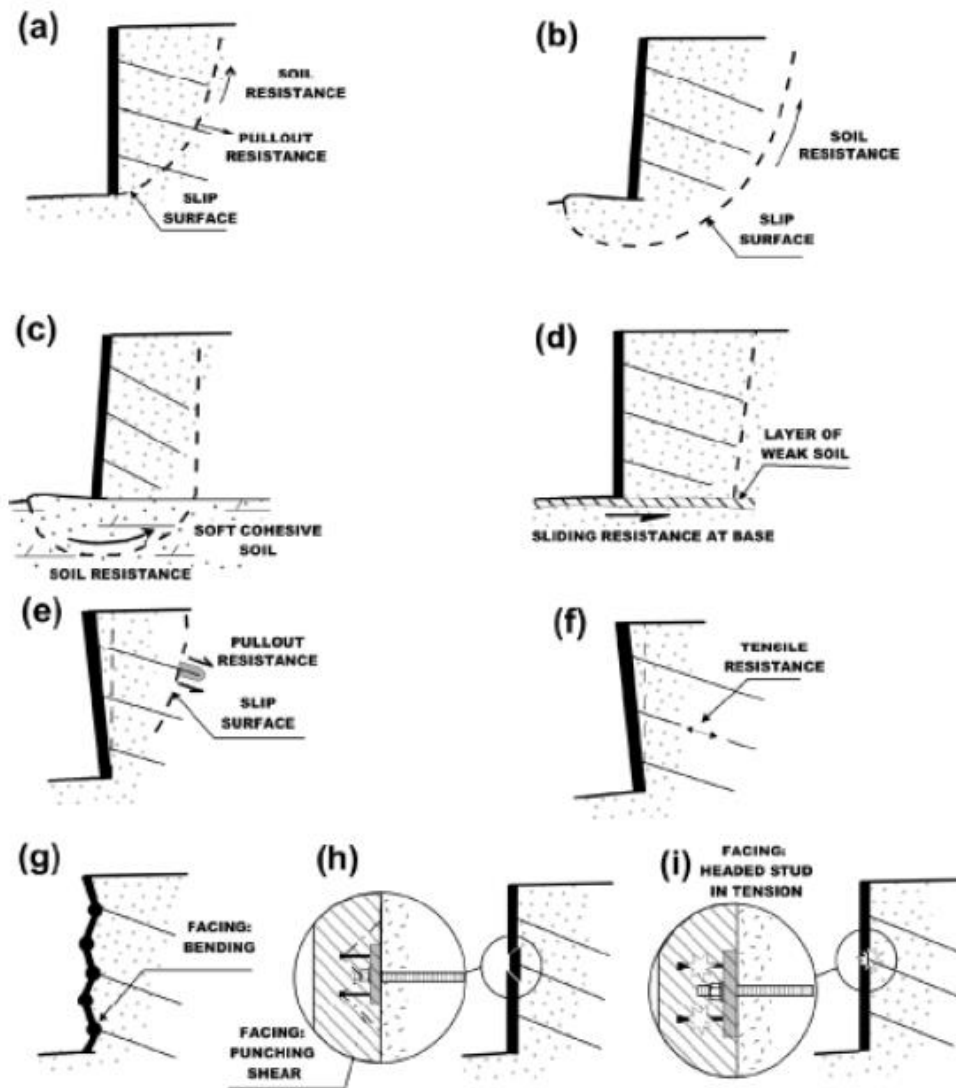 (a)
SOIL
RESISTANCE
PULLOUT
RESISTANCE
SLIP
SURFACE
(b)
SOIL
RESISTANCE
SLIP
SURFACE
(c)
SOFT COHESIVE
SOIL
SOIL RESISTANCE
(d)
LAYER OF
WEAK SOIL
SLIDING RESISTANCE AT BASE
(e)
PULLOUT
RESISTANCE
SLIP
SURFACE
(f)
TENSILE
RESISTANCE
(g)
FACING:
BENDING
(h)
FACING:
PUNCHING
SHEAR
(i)
FACING:
HEADED STUD
IN TENSION